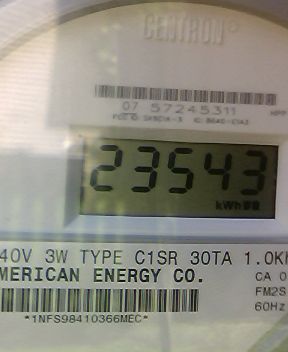 CENTRON®
07 57245311
23543
kWh
40V 3W TYPE C1SR 30TA 1.0Kh
MERICAN ENERGY CO.
CA 0
FM2S
60Hz
*1NFS98410366MEC*